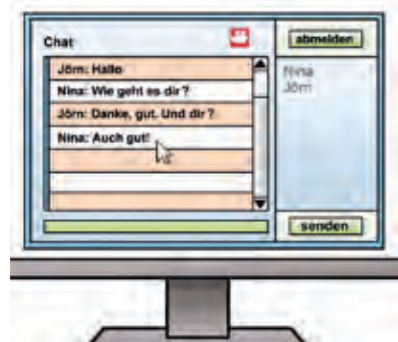 Chat
abmelden
Jörn: Hallo
Nina: Wie geht es dir?
Jörn: Danke, gut. Und dir?
Nina: Auch gut!
Nina
Jörn
senden